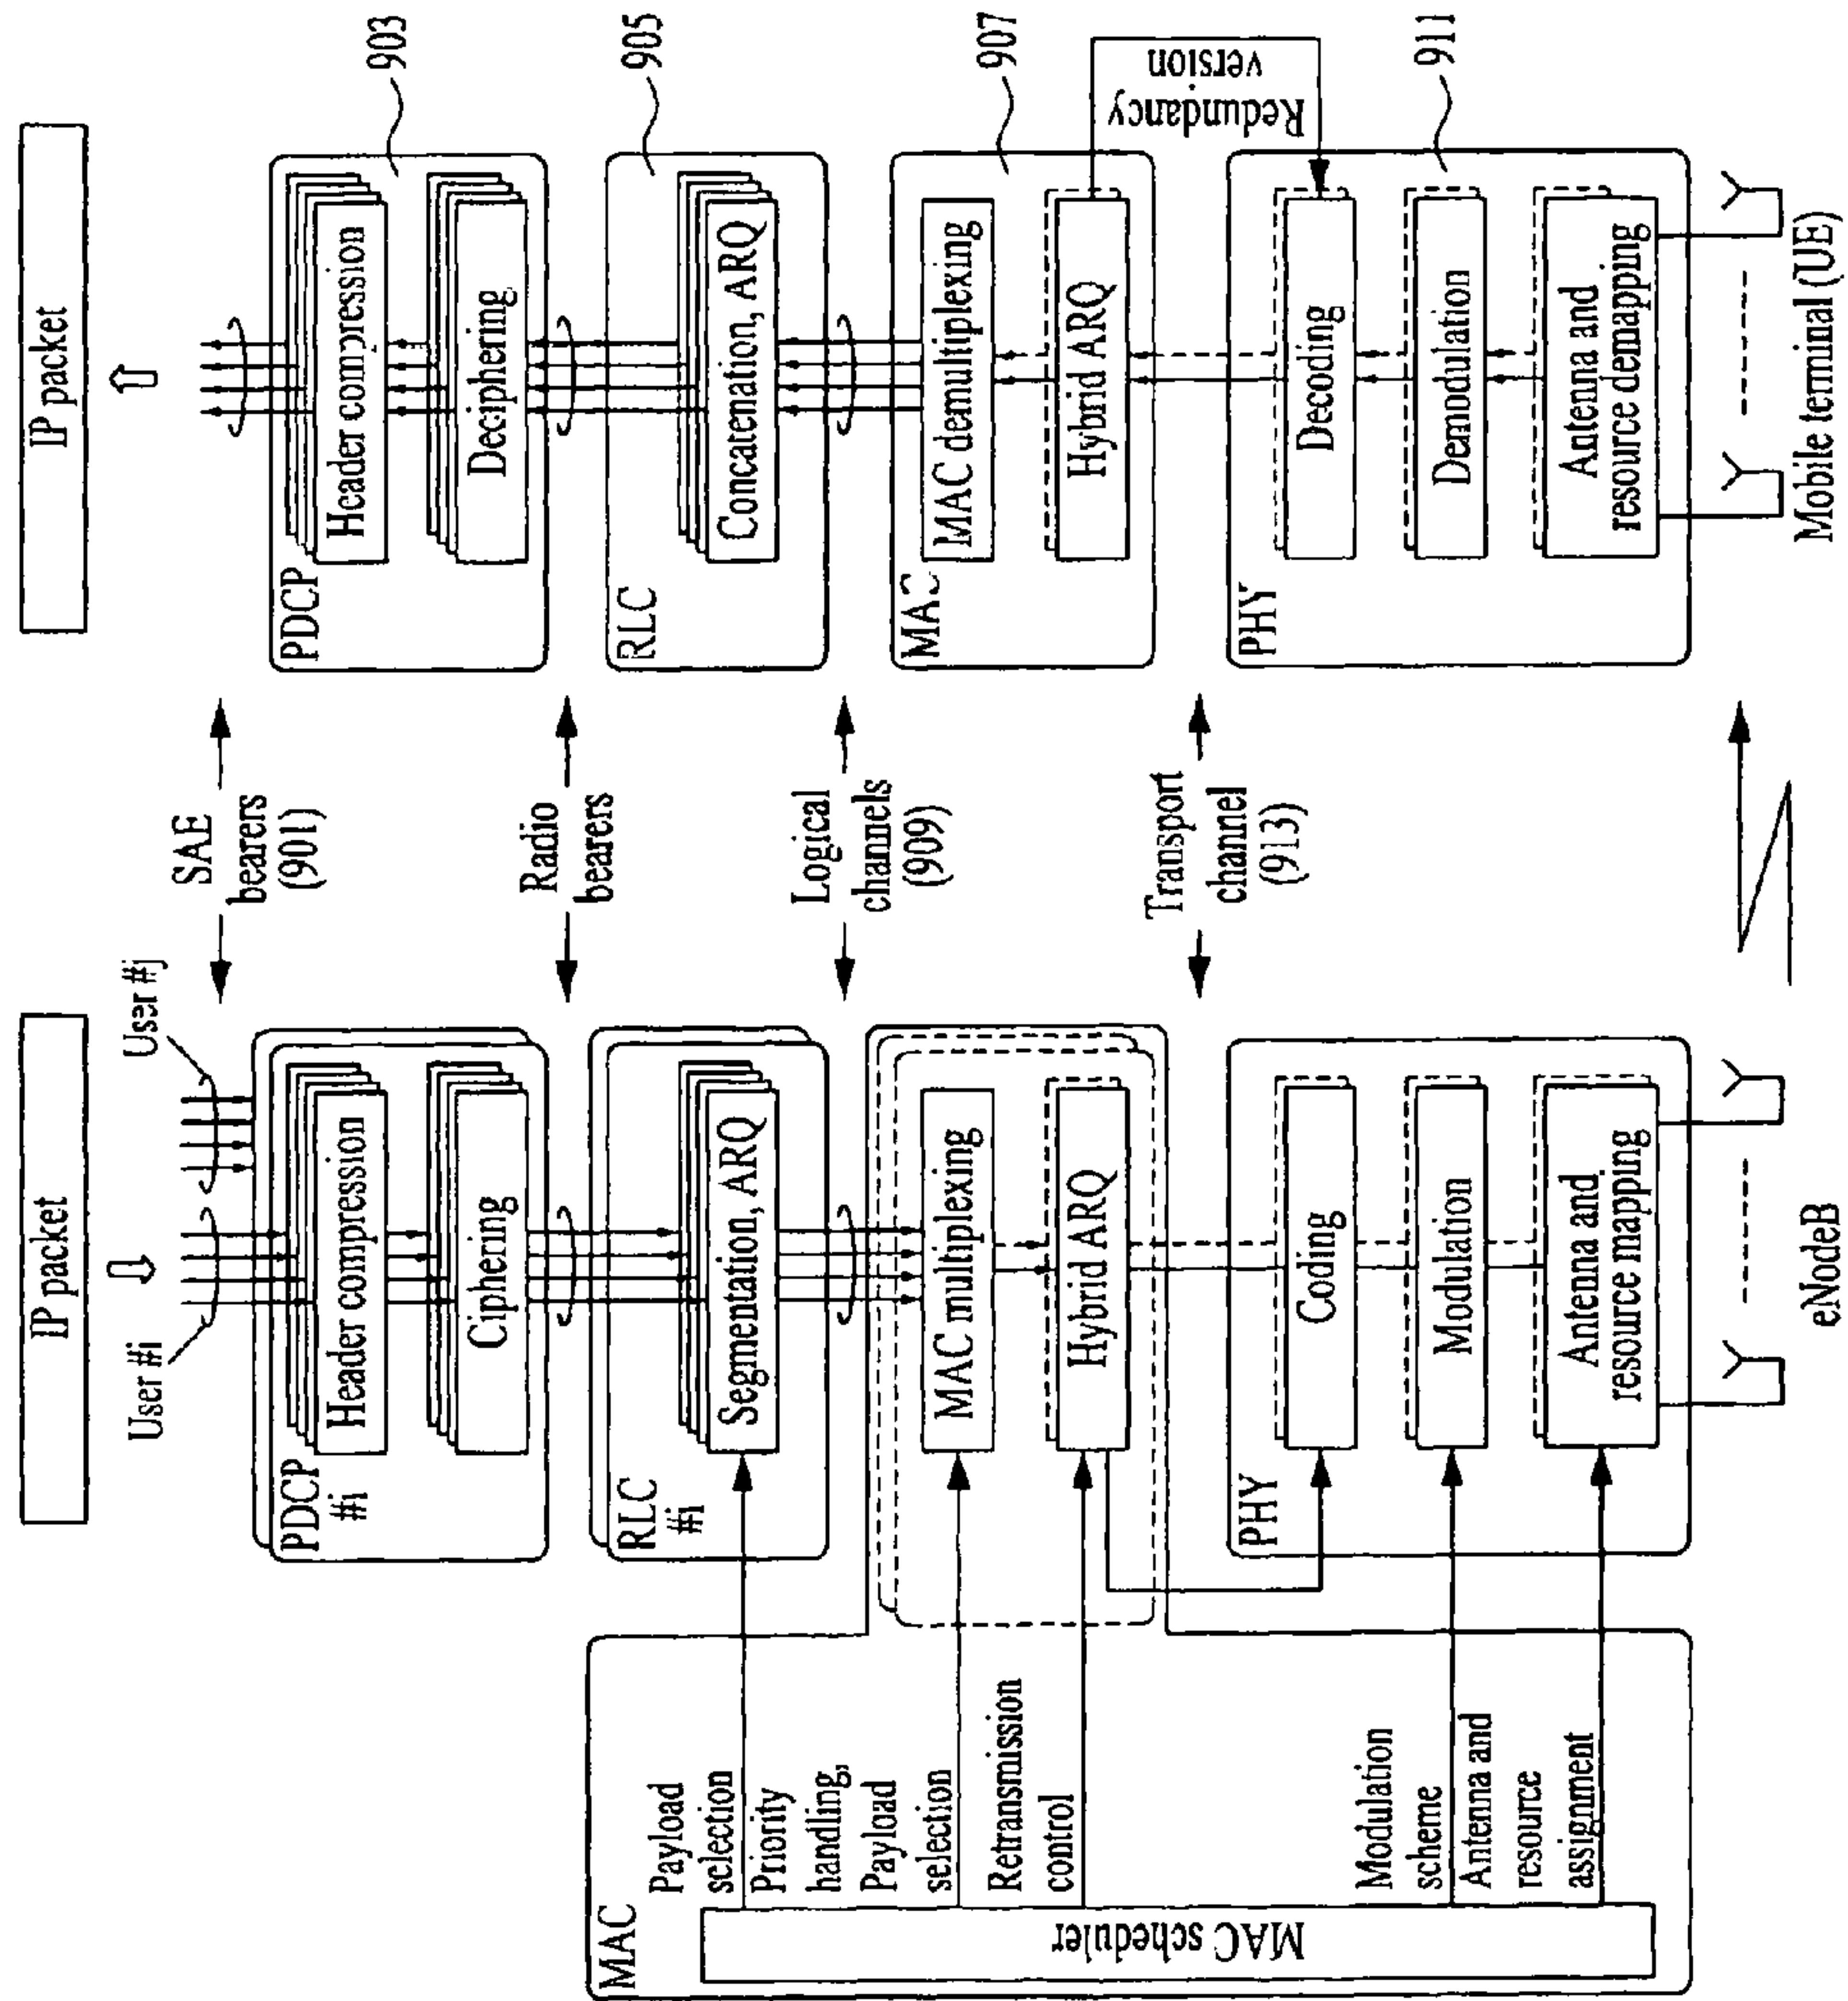 IP packet
IP packet
User #i
User #j
SAE
bearers
(901)
PDCP
#i
Header compression
Ciphering
PDCP
Header compression
Deciphering
903
Radio
bearers
RLC
#i
Segmentation, ARQ
RLC
Concatenation, ARQ
905
Logical
channels
(909)
MAC
MAC scheduler
Payload
selection
Priority
handling,
Payload
selection
Retransmission
control
Modulation
scheme
Antenna and
resource
assignment
MAC multiplexing
Hybrid ARQ
MAC
MAC demultiplexing
Hybrid ARQ
907
Redundancy
version
Transport
channel
(913)
PHY
Coding
Modulation
Antenna and
resource mapping
PHY
Decoding
Demodulation
Antenna and
resource demapping
911
eNodeB
Mobile terminal (UE)